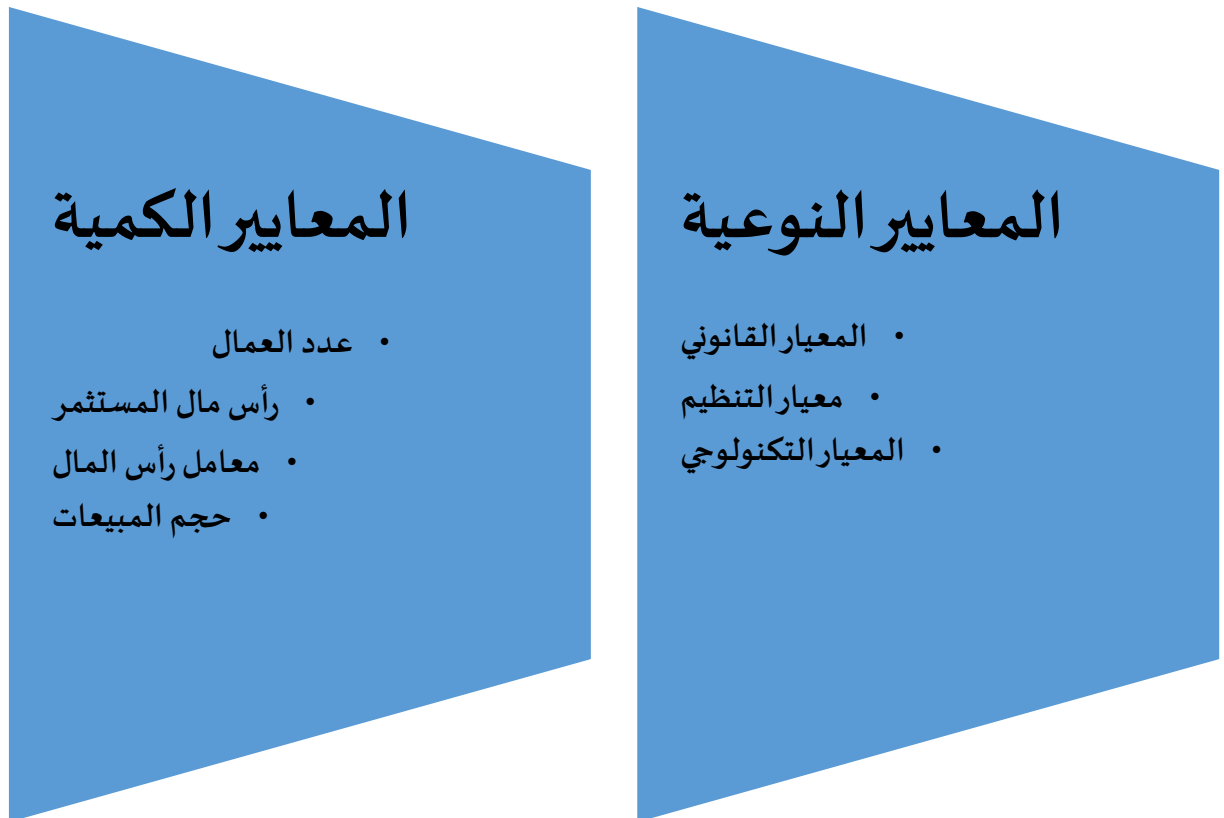 المعايير النوعية
• المعيار القانوني
• معيار التنظيم
• المعيار التكنولوجي
المعايير الكمية
• عدد العمال
• رأس مال المستثمر
• معامل رأس المال
• حجم المبيعات